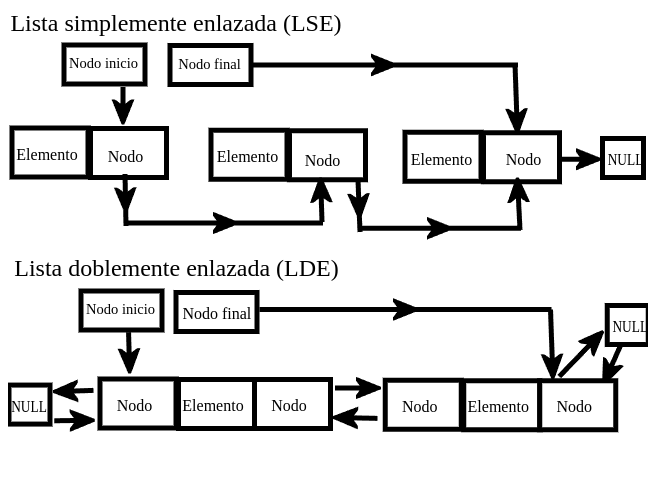 Lista simplemente enlazada (LSE)
Nodo inicio
Nodo final
Elemento
Nodo
Elemento
Nodo
Elemento
Nodo
NULL
Lista doblemente enlazada (LDE)
Nodo inicio
Nodo final
NULL
NULL
Nodo
Elemento
Nodo
Nodo
Elemento
Nodo